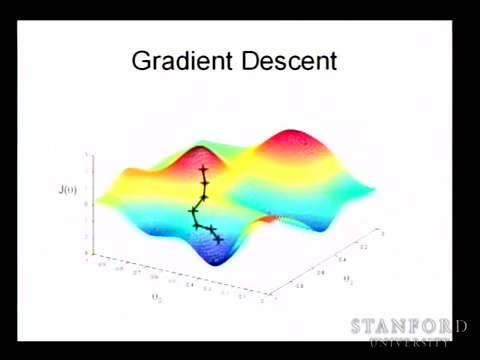 Gradient Descent
J(θ)
θ₀
θ₁
STANFORD
UNIVERSITY